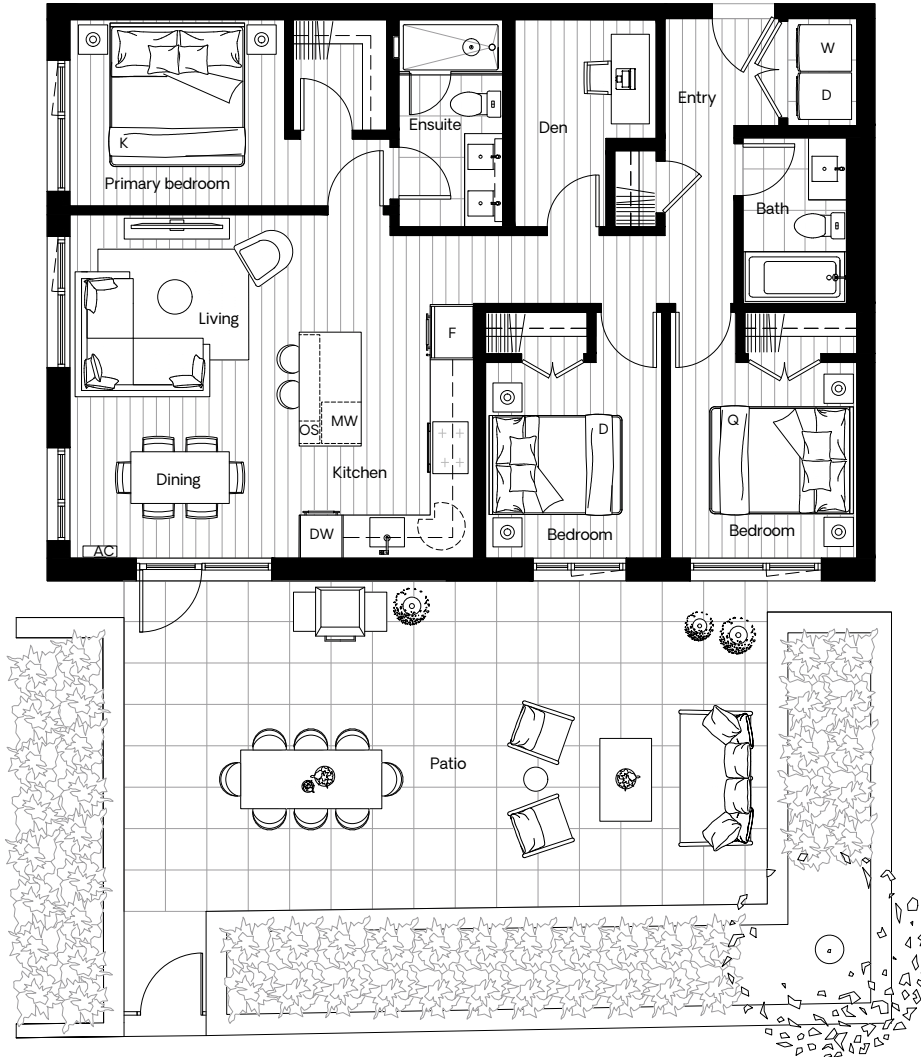 W
Entry
D
Ensuite
Den
K
Primary bedroom
Bath
Living
F
D
Q
OS
MW
Kitchen
Dining
DW
Bedroom
Bedroom
AC
Patio